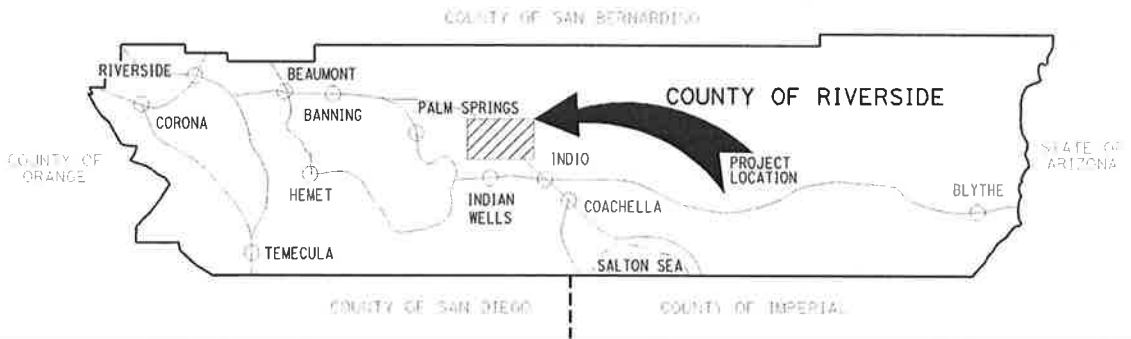 COUNTY OF SAN BERNARDINO
RIVERSIDE
BEAUMONT
PALM SPRINGS
COUNTY OF RIVERSIDE
CORONA
BANNING
COUNTY OF
ORANGE
HEMET
INDIAN
WELLS
INDIO
COACHELLA
PROJECT
LOCATION
STATE OF
ARIZONA
BLYTHE
TEMECULA
SALTON SEA
COUNTY OF SAN DIEGO
COUNTY OF IMPERIAL